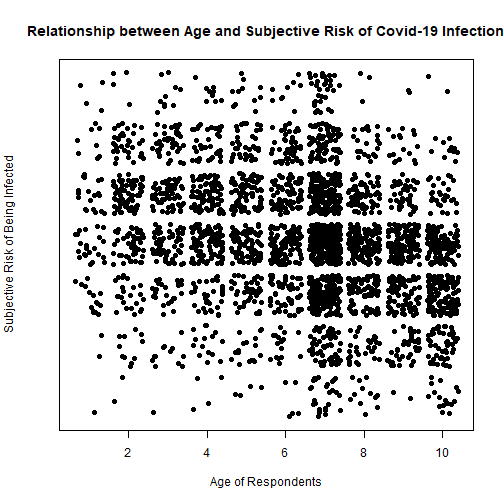 Relationship between Age and Subjective Risk of Covid-19 Infection
Subjective Risk of Being Infected
2 4 6 8 10
Age of Respondents